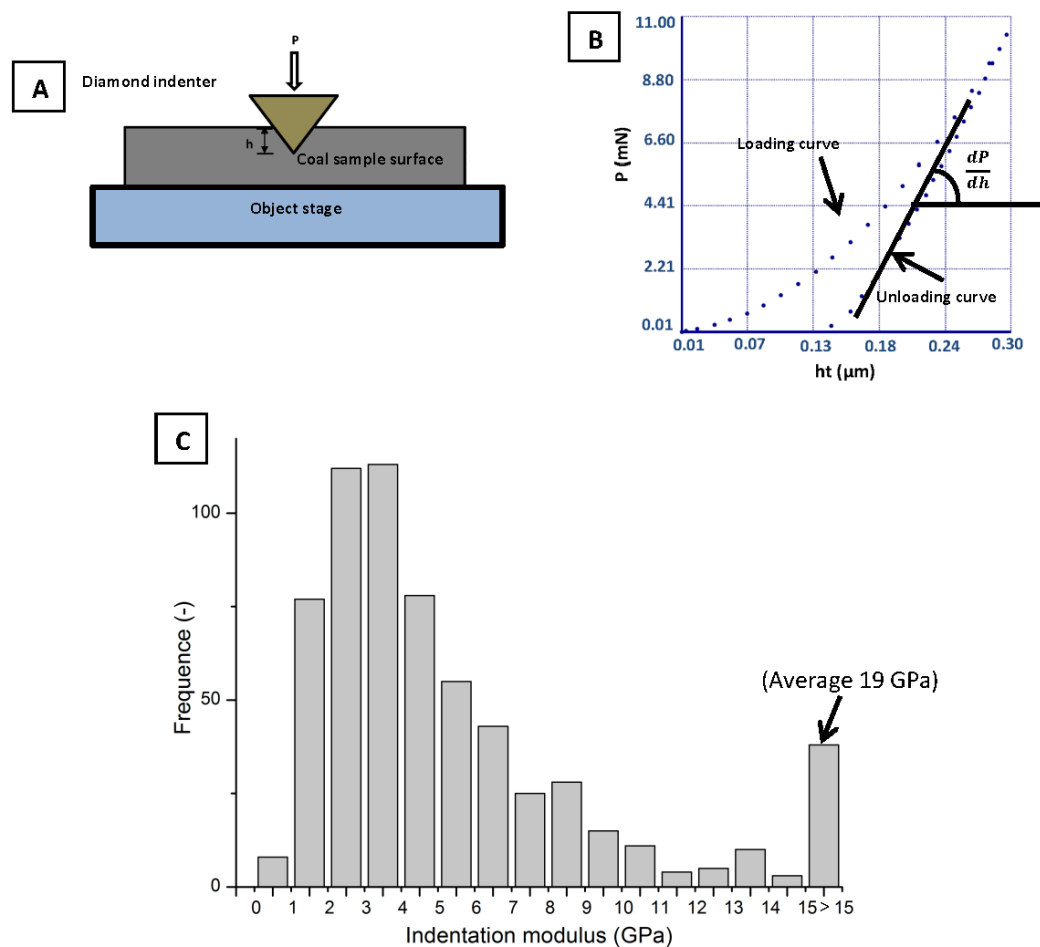 A
P
Diamond indenter
h
Coal sample surface
Object stage
B
11.00
8.80
6.60
4.41
2.21
0.01
P (mN)
Loading curve
dP
dh
Unloading curve
0.01 0.07 0.13 0.18 0.24 0.30
ht (µm)
C
100
50
0
Frequence (-)
(Average 19 GPa)
0 1 2 3 4 5 6 7 8 9 10 11 12 13 14 15 > 15
Indentation modulus (GPa)